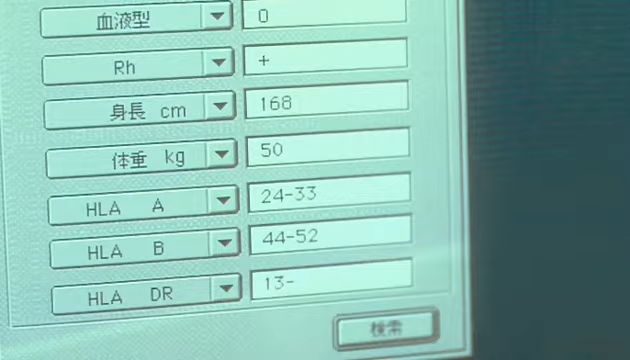 血液型 O
Rh +
身長 cm 168
体重 kg 50
HLA A 24-33
HLA B 44-52
HLA DR 13-
検索